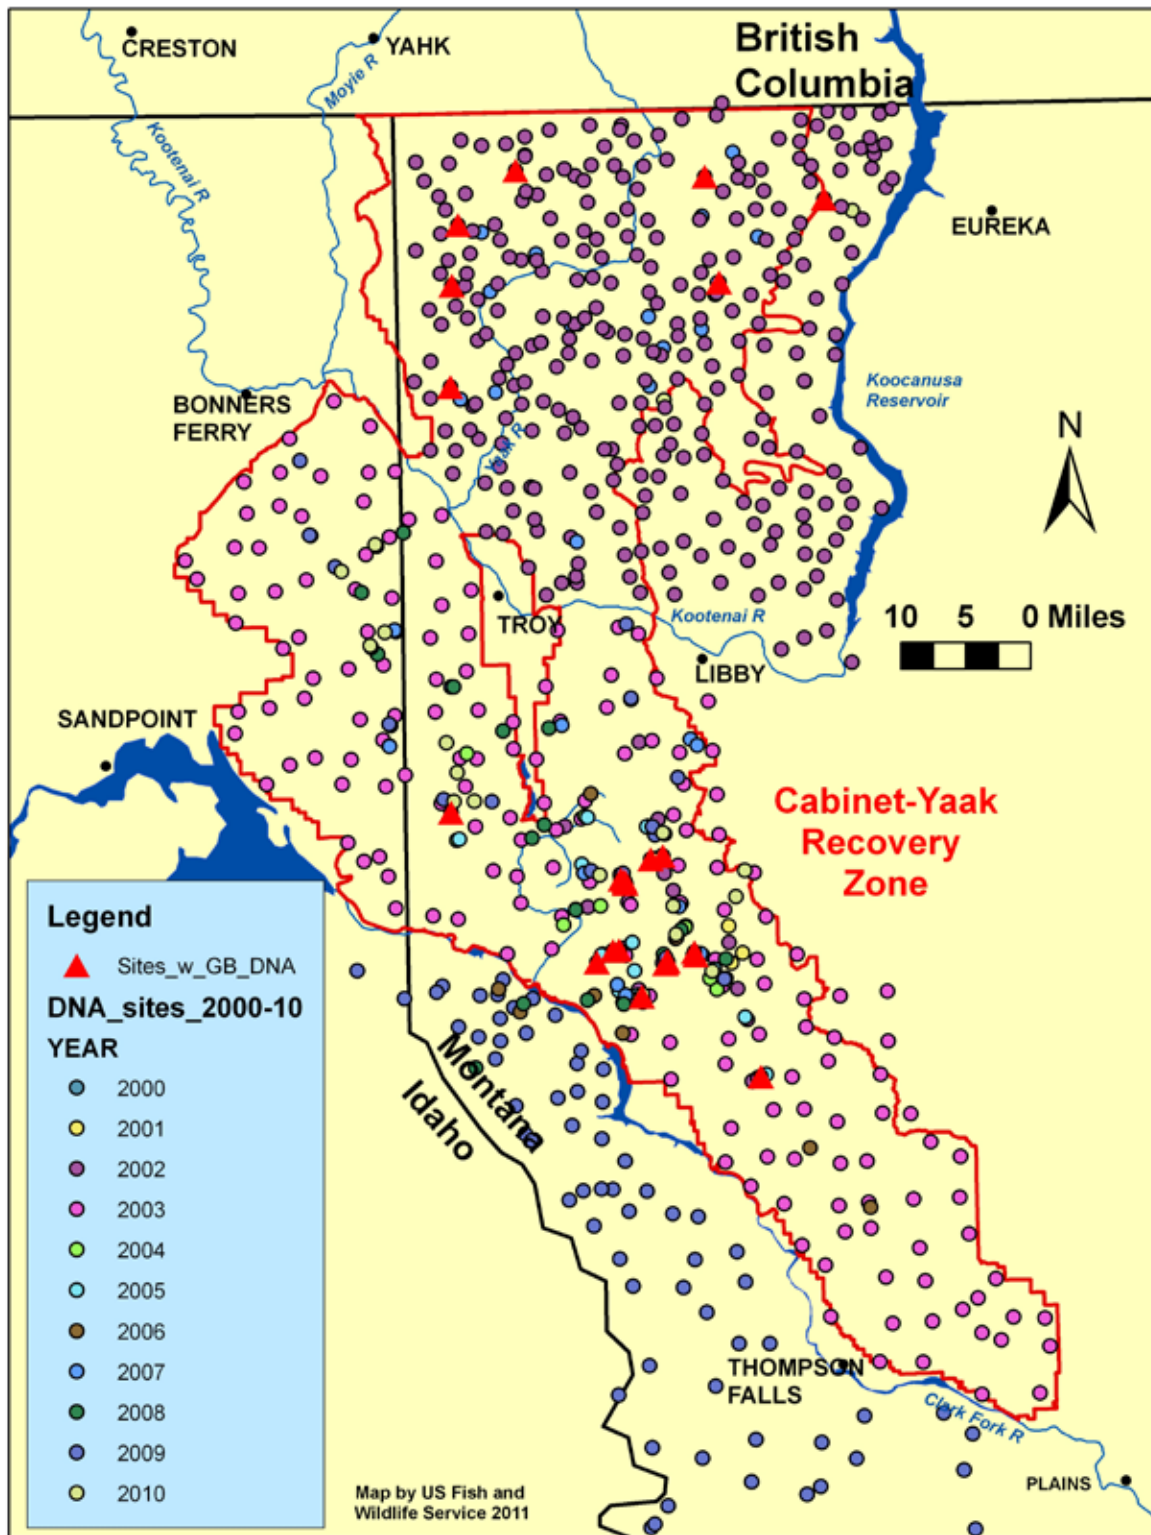 British
Columbia
CRESTON
YAHK
Moyie R
Kootenai R
EUREKA
Koocanusa
Reservoir
BONNERS
FERRY
Yaak R
N
10 5 0 Miles
TROY
Kootenai R
LIBBY
SANDPOINT
Cabinet-Yaak
Recovery
Zone
Legend
Sites_w_GB_DNA
DNA_sites_2000-10
YEAR
2000
2001
2002
2003
2004
2005
2006
2007
2008
2009
2010
Montana
Idaho
THOMPSON
FALLS
Clark Fork R
PLAINS
Map by US Fish and
Wildlife Service 2011